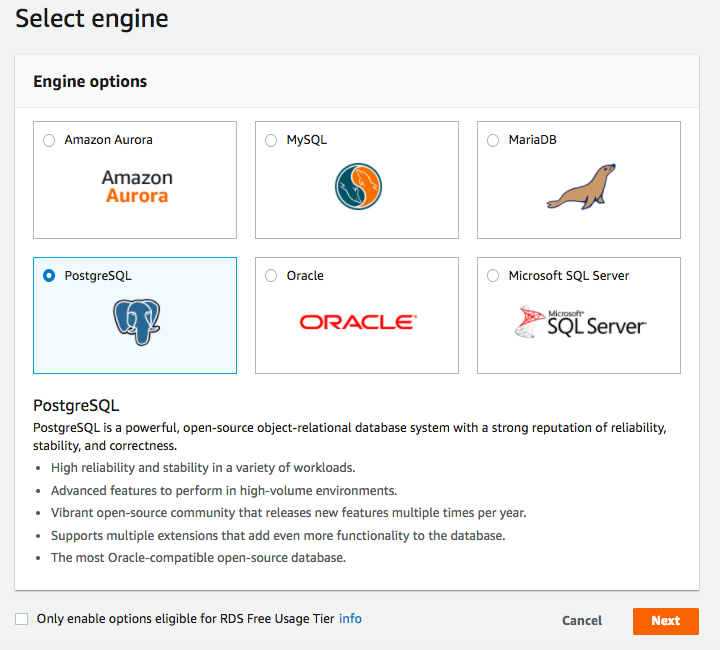 Select engine
Engine options
Amazon Aurora
Amazon
Aurora
MySQL
MariaDB
PostgreSQL
Oracle
ORACLE
Microsoft SQL Server
Microsoft®
SQL Server
PostgreSQL
PostgreSQL is a powerful, open-source object-relational database system with a strong reputation of reliability,
stability, and correctness.
• High reliability and stability in a variety of workloads.
• Advanced features to perform in high-volume environments.
• Vibrant open-source community that releases new features multiple times per year.
• Supports multiple extensions that add even more functionality to the database.
• The most Oracle-compatible open-source database.
Only enable options eligible for RDS Free Usage Tier info
Cancel
Next